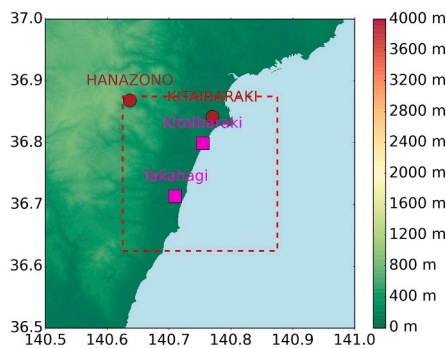 37.0
36.9
36.8
36.7
36.6
36.5
140.5
140.6
140.7
140.8
140.9
141.0
HANAZONO
KITAIBARAKI
KitaIbaraki
Takahagi
4000 m
3600 m
3200 m
2800 m
2400 m
2000 m
1600 m
1200 m
800 m
400 m
0 m